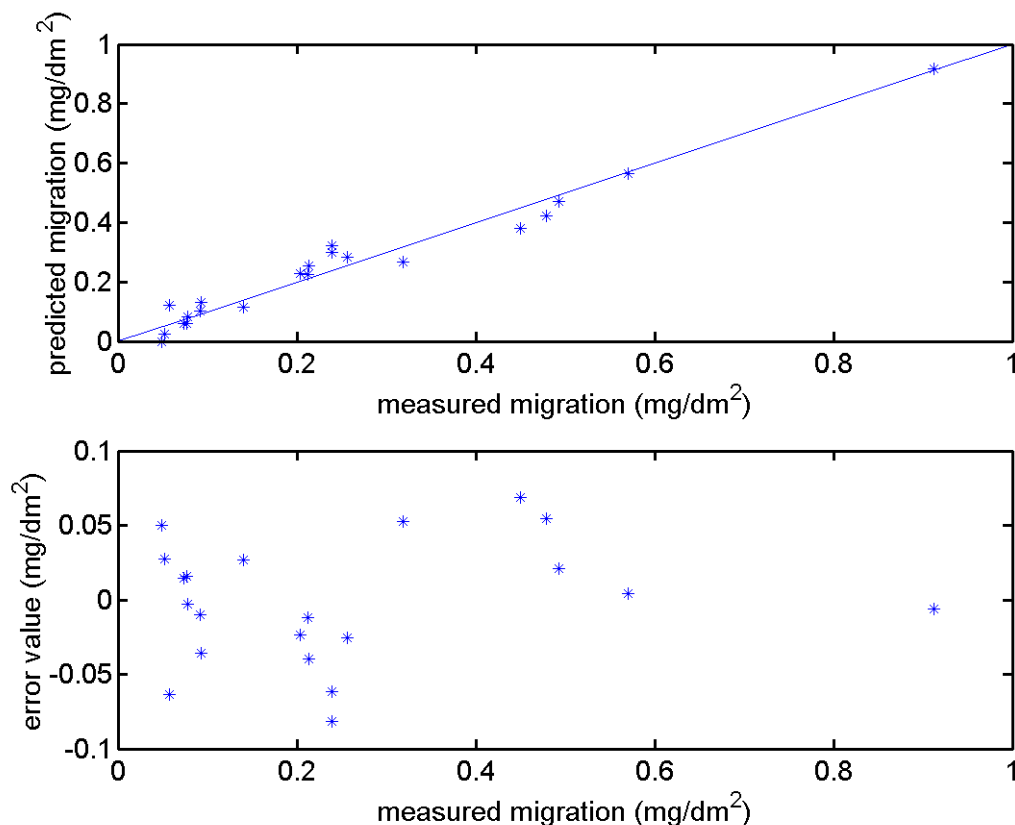 predicted migration (mg/dm²)
1
0.8
0.6
0.4
0.2
0
0 0.2 0.4 0.6 0.8 1
measured migration (mg/dm²)
error value (mg/dm²)
0.1
0.05
0
-0.05
-0.1
0 0.2 0.4 0.6 0.8 1
measured migration (mg/dm²)